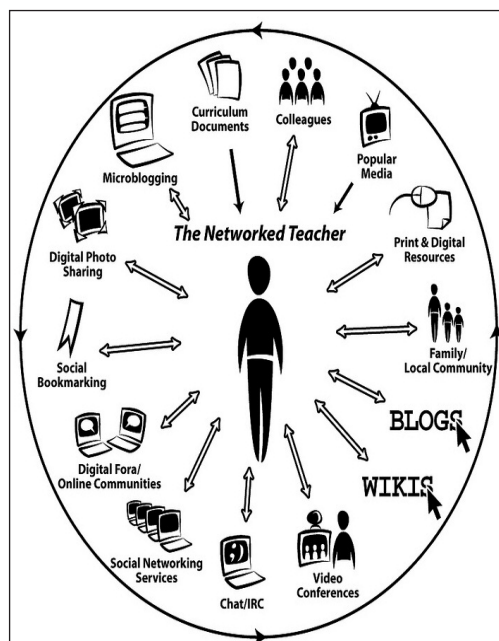 Curriculum
Documents
Colleagues
Microblogging
Popular
Media
The Networked Teacher
Digital Photo
Sharing
Print & Digital
Resources
Social
Bookmarking
Family/
Local Community
BLOGS
Digital Fora/
Online Communities
WIKIS
Social Networking
Services
Chat/IRC
Video
Conferences